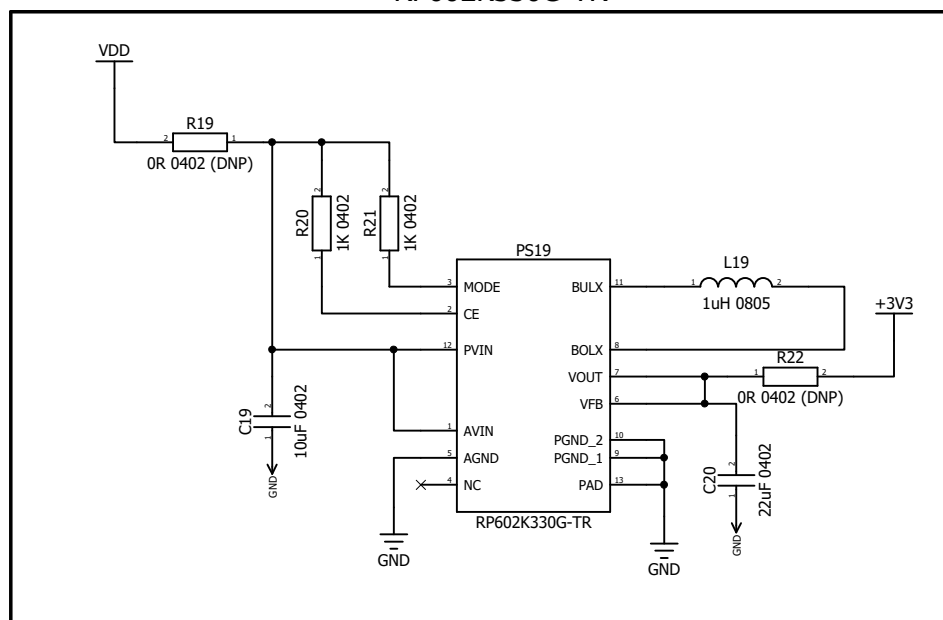 VDD
R19
2
1
0R 0402 (DNP)
2
R20
1K 0402
1
2
R21
1K 0402
1
PS19
3
MODE
2
CE
12
PVIN
1
AVIN
5
AGND
4
NC
BULX
11
BOLX
8
VOUT
7
VFB
6
PGND_2
10
PGND_1
9
PAD
13
RP602K330G-TR
L19
1
2
1uH 0805
+3V3
R22
1
2
0R 0402 (DNP)
2
C19
10uF 0402
1
GND
GND
GND
2
C20
22uF 0402
1
GND